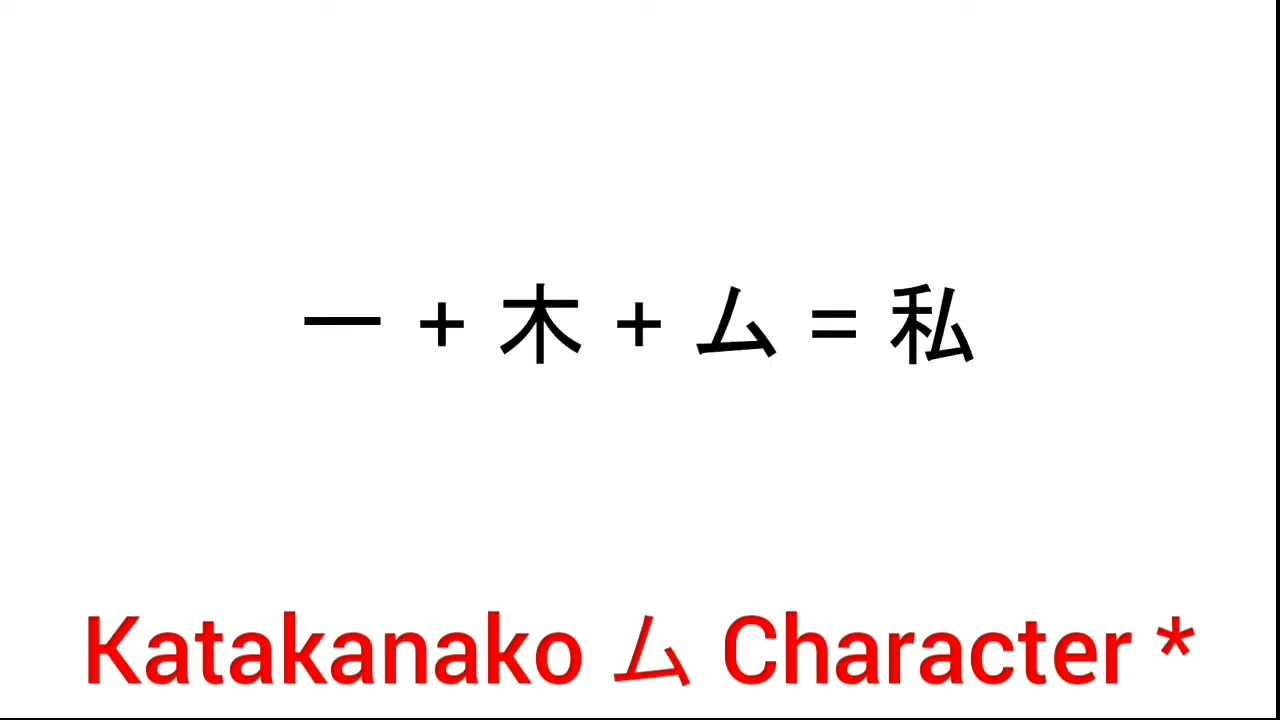 一 + 木 + ム = 私
Katakanako ム Character *